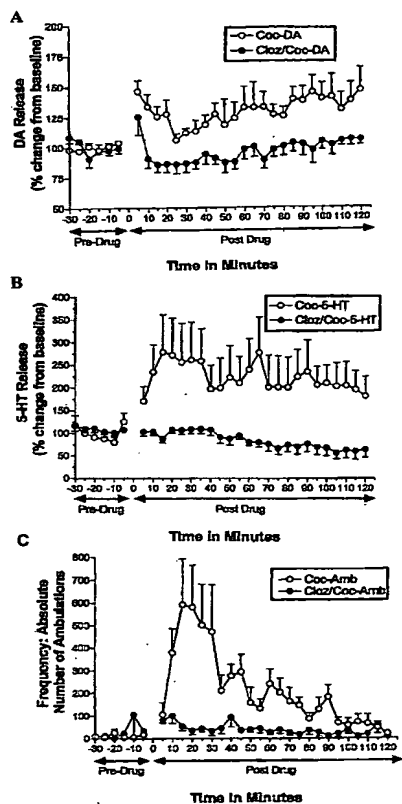 A
Coc-DA
Cloz/Coc-DA
DA Release
(% change from baseline)
200
175
150
125
100
75
50
-30 -20 -10 0 10 20 30 40 50 60 70 80 90 100 110 120
Pre-Drug
Post Drug
Time in Minutes
B
Coc-5-HT
Cloz/Coc-5-HT
5-HT Release
(% change from baseline)
400
350
300
250
200
150
100
50
0
-30 -20 -10 0 10 20 30 40 50 60 70 80 90 100 110 120
Pre-Drug
Post Drug
Time in Minutes
C
Coc-Amb
Cloz/Coc-Amb
Frequency: Absolute
Number of Ambulations
800
700
600
500
400
300
200
100
0
-30 -20 -10 0 10 20 30 40 50 60 70 80 90 100 110 120
Pre-Drug
Post Drug
Time in Minutes